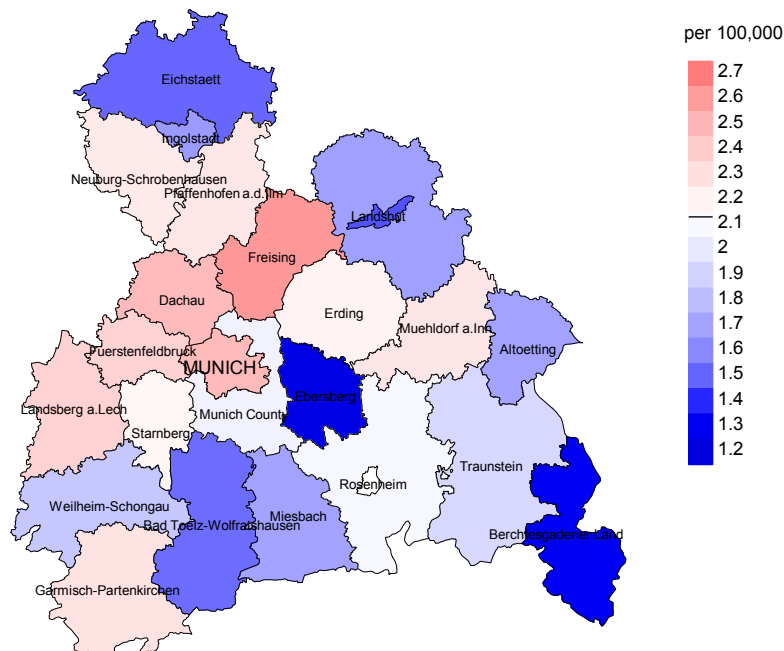 per 100,000
2.7
2.6
2.5
2.4
2.3
2.2
2.1
2
1.9
1.8
1.7
1.6
1.5
1.4
1.3
1.2
Eichstaett
Ingolstadt
Neuburg-Schrobenhausen
Pfaffenhofen a.d.Ilm
Landshut
Freising
Dachau
Erding
Muehldorf a.Inn
Altoetting
Fuerstenfeldbruck
MUNICH
Ebersberg
Landsberg a.Lech
Munich County
Starnberg
Traunstein
Rosenheim
Weilheim-Schongau
Miesbach
Bad Toelz-Wolfratshausen
Berchtesgadener Land
Garmisch-Partenkirchen